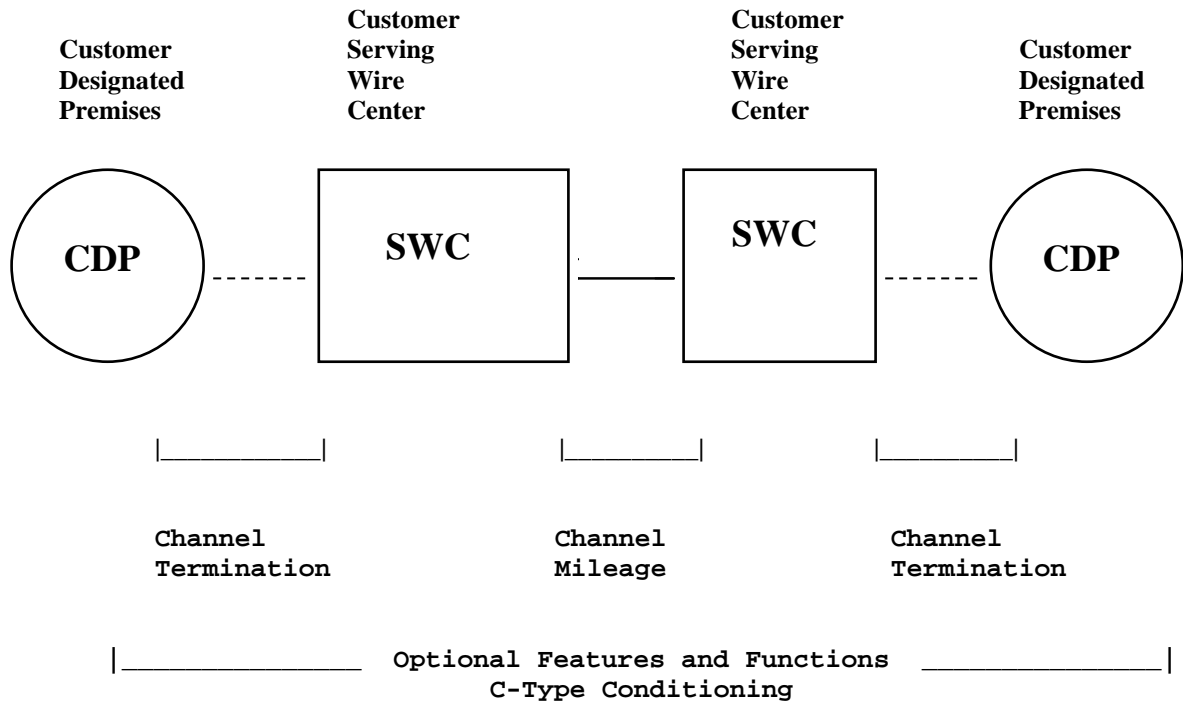 Customer
Designated
Premises
Customer
Serving
Wire
Center
Customer
Serving
Wire
Center
Customer
Designated
Premises
CDP
SWC
SWC
CDP
Channel
Termination
Channel
Mileage
Channel
Termination
Optional Features and Functions
C-Type Conditioning